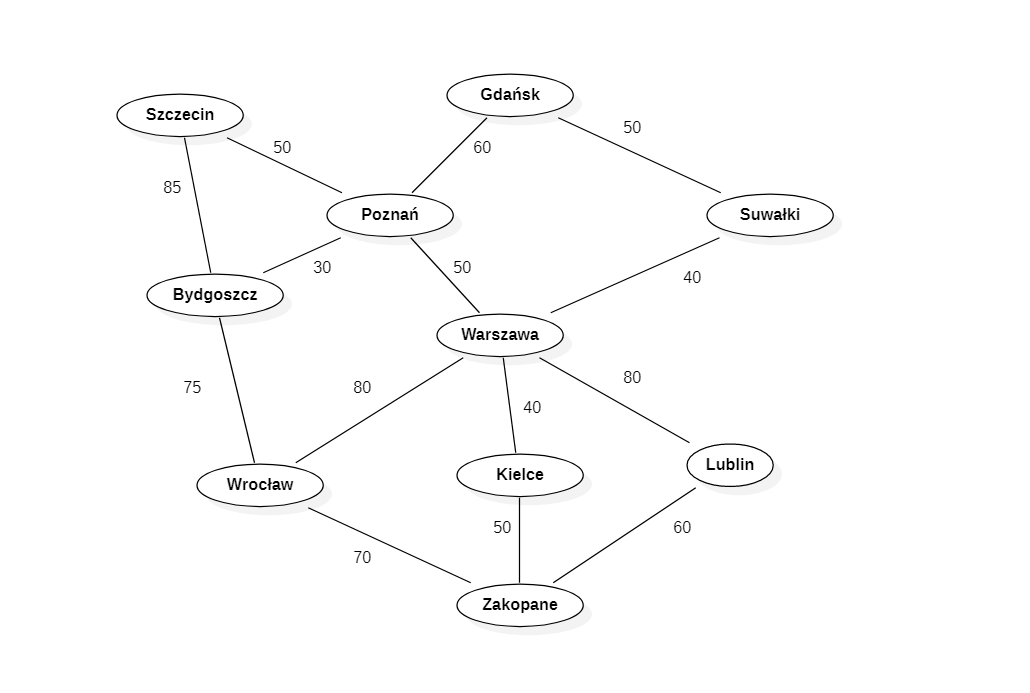 Gdańsk
Szczecin
50
50
60
85
Poznań
Suwałki
30
50
40
Bydgoszcz
Warszawa
80
75
80
40
Lublin
Kielce
Wrocław
50
60
70
Zakopane